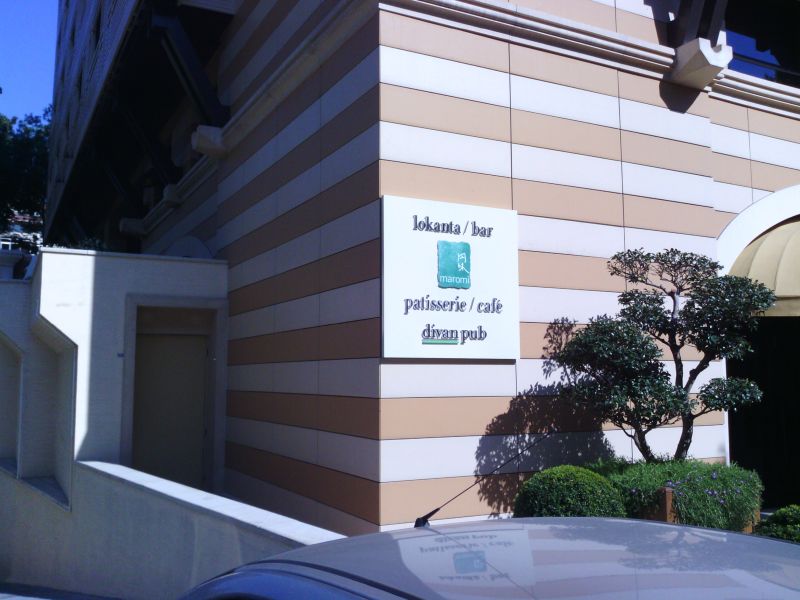 lokanta / bar
maromi
patisserie / café
divan pub